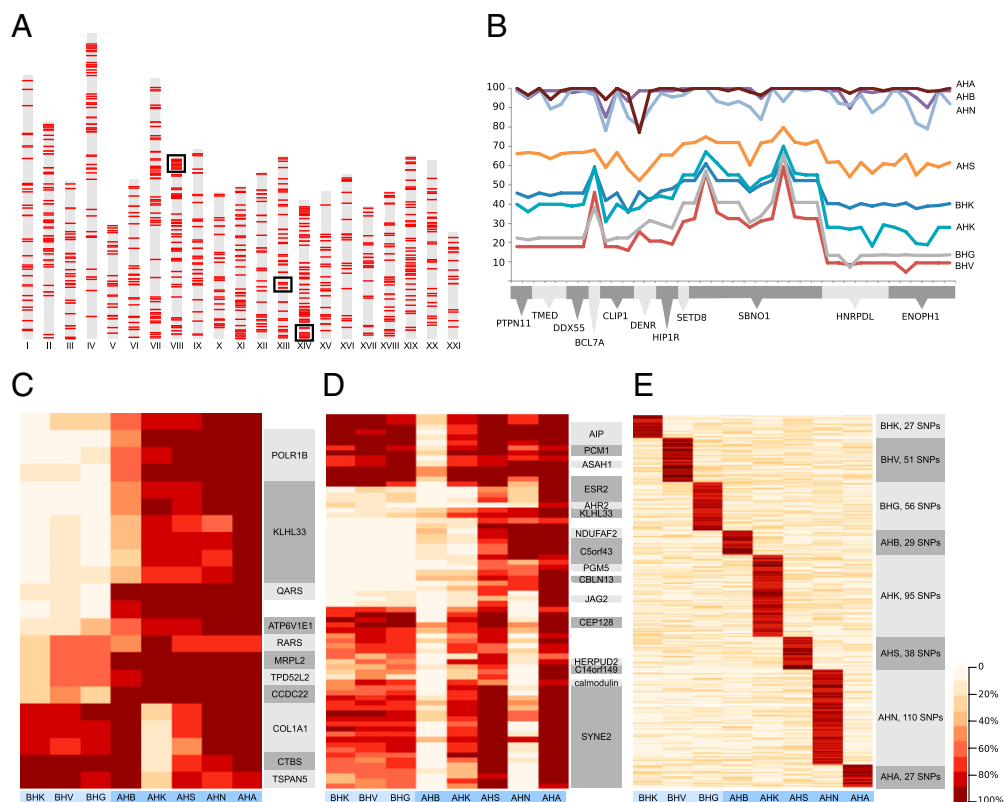 A
B
I II III IV V VI VII VIII IX X XI XII XIII XIV XV XVI XVII XVIII XIX XX XXI
100
90
80
70
60
50
40
30
20
10
AHA
AHB
AHN
AHS
BHK
AHK
BHG
BHV
PTPN11 TMED DDX55 BCL7A CLIP1 DENR HIP1R SETD8 SBNO1 HNRPDL ENOPH1
C
POLR1B
KLHL33
QARS
ATP6V1E1
RARS
MRPL2
TPD52L2
CCDC22
COL1A1
CTBS
TSPAN5
BHK BHV BHG AHB AHK AHS AHN AHA
D
AIP
PCM1
ASAH1
ESR2
AHR2
KLHL33
NDUFAF2
C5orf43
PGM5
CBLN13
JAG2
CEP128
HERPUD2
C14orf149
calmodulin
SYNE2
BHK BHV BHG AHB AHK AHS AHN AHA
E
BHK, 27 SNPs
BHV, 51 SNPs
BHG, 56 SNPs
AHB, 29 SNPs
AHK, 95 SNPs
AHS, 38 SNPs
AHN, 110 SNPs
AHA, 27 SNPs
BHK BHV BHG AHB AHK AHS AHN AHA
0
20%
40%
60%
80%
100%